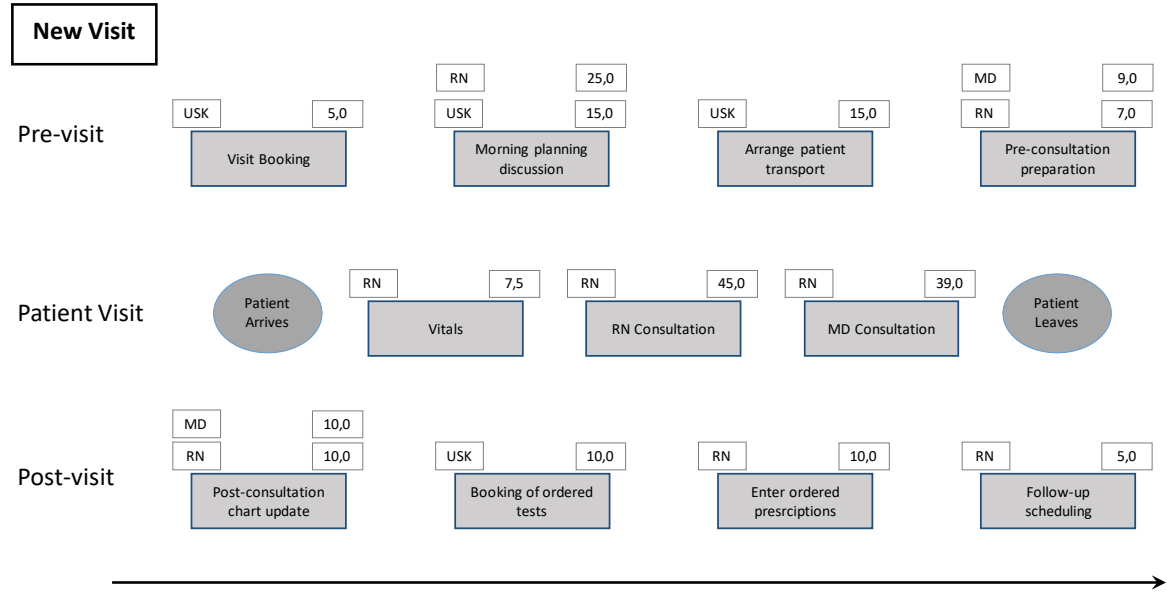 New Visit
RN 25,0 MD 9,0
USK 5,0 USK 15,0 USK 15,0 RN 7,0
Pre-visit
Visit Booking
Morning planning
discussion
Arrange patient
transport
Pre-consultation
preparation
RN 7,5 RN 45,0 RN 39,0
Patient Visit
Patient
Arrives
Vitals
RN Consultation
MD Consultation
Patient
Leaves
MD 10,0
RN 10,0 USK 10,0 RN 10,0 RN 5,0
Post-visit
Post-consultation
chart update
Booking of ordered
tests
Enter ordered
presrciptions
Follow-up
scheduling